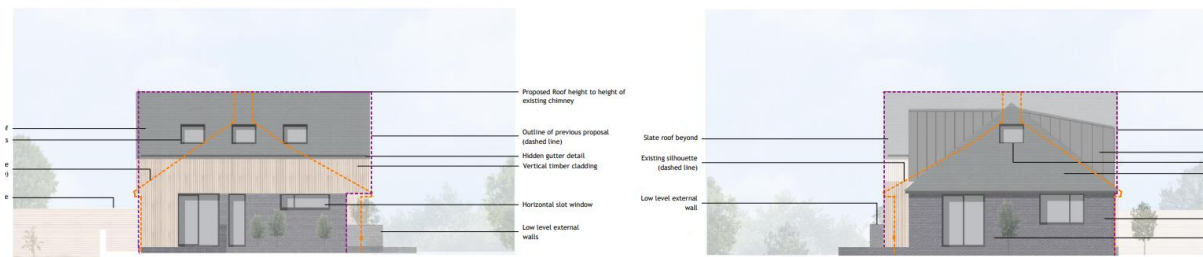 Proposed Roof height to height of
existing chimney
Outline of previous proposal
(dashed line)
Hidden gutter detail
Vertical timber cladding
Horizontal slot window
Low level external
walls
Slate roof beyond
Existing silhouette
(dashed line)
Low level external
wall